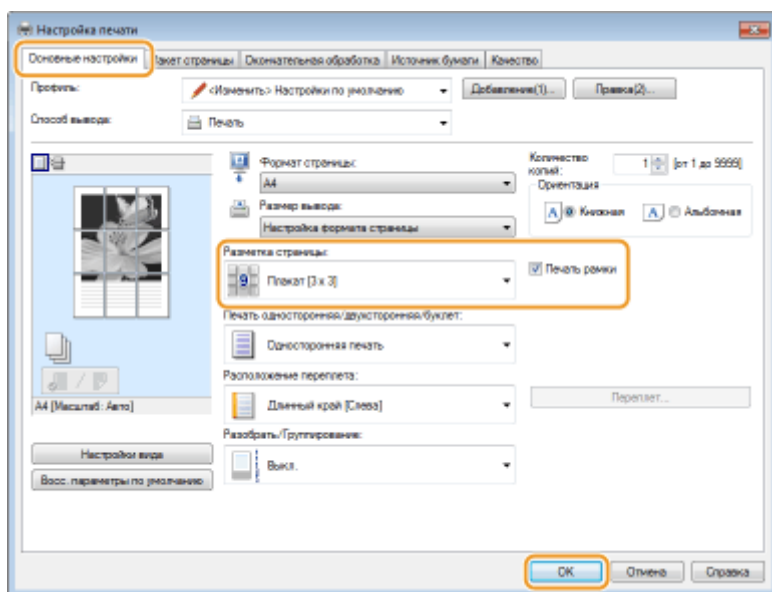 Настройка печати
Основные настройки Макет страницы Окончательная обработка Источник бумаги Качество
Профиль:
<Изменить> Настройки по умолчанию
Добавление(1)...
Правка(2)...
Способ вывода:
Печать
Формат страницы:
A4
Размер вывода:
Настройка формата страницы
Количество
копий:
1 [от 1 до 9999]
Ориентация
A Книжная A Альбомная
Разметка страницы:
9 Плакат [3 x 3]
Печать рамки
Печать односторонняя/двухсторонняя/буклет:
Односторонняя печать
Расположение переплета:
Длинный край [Слева]
Переплет...
A4 [Масштаб: Авто]
Разобрать/Группирование:
Выкл.
Настройки вида
Восс. параметры по умолчанию
OK Отмена Справка